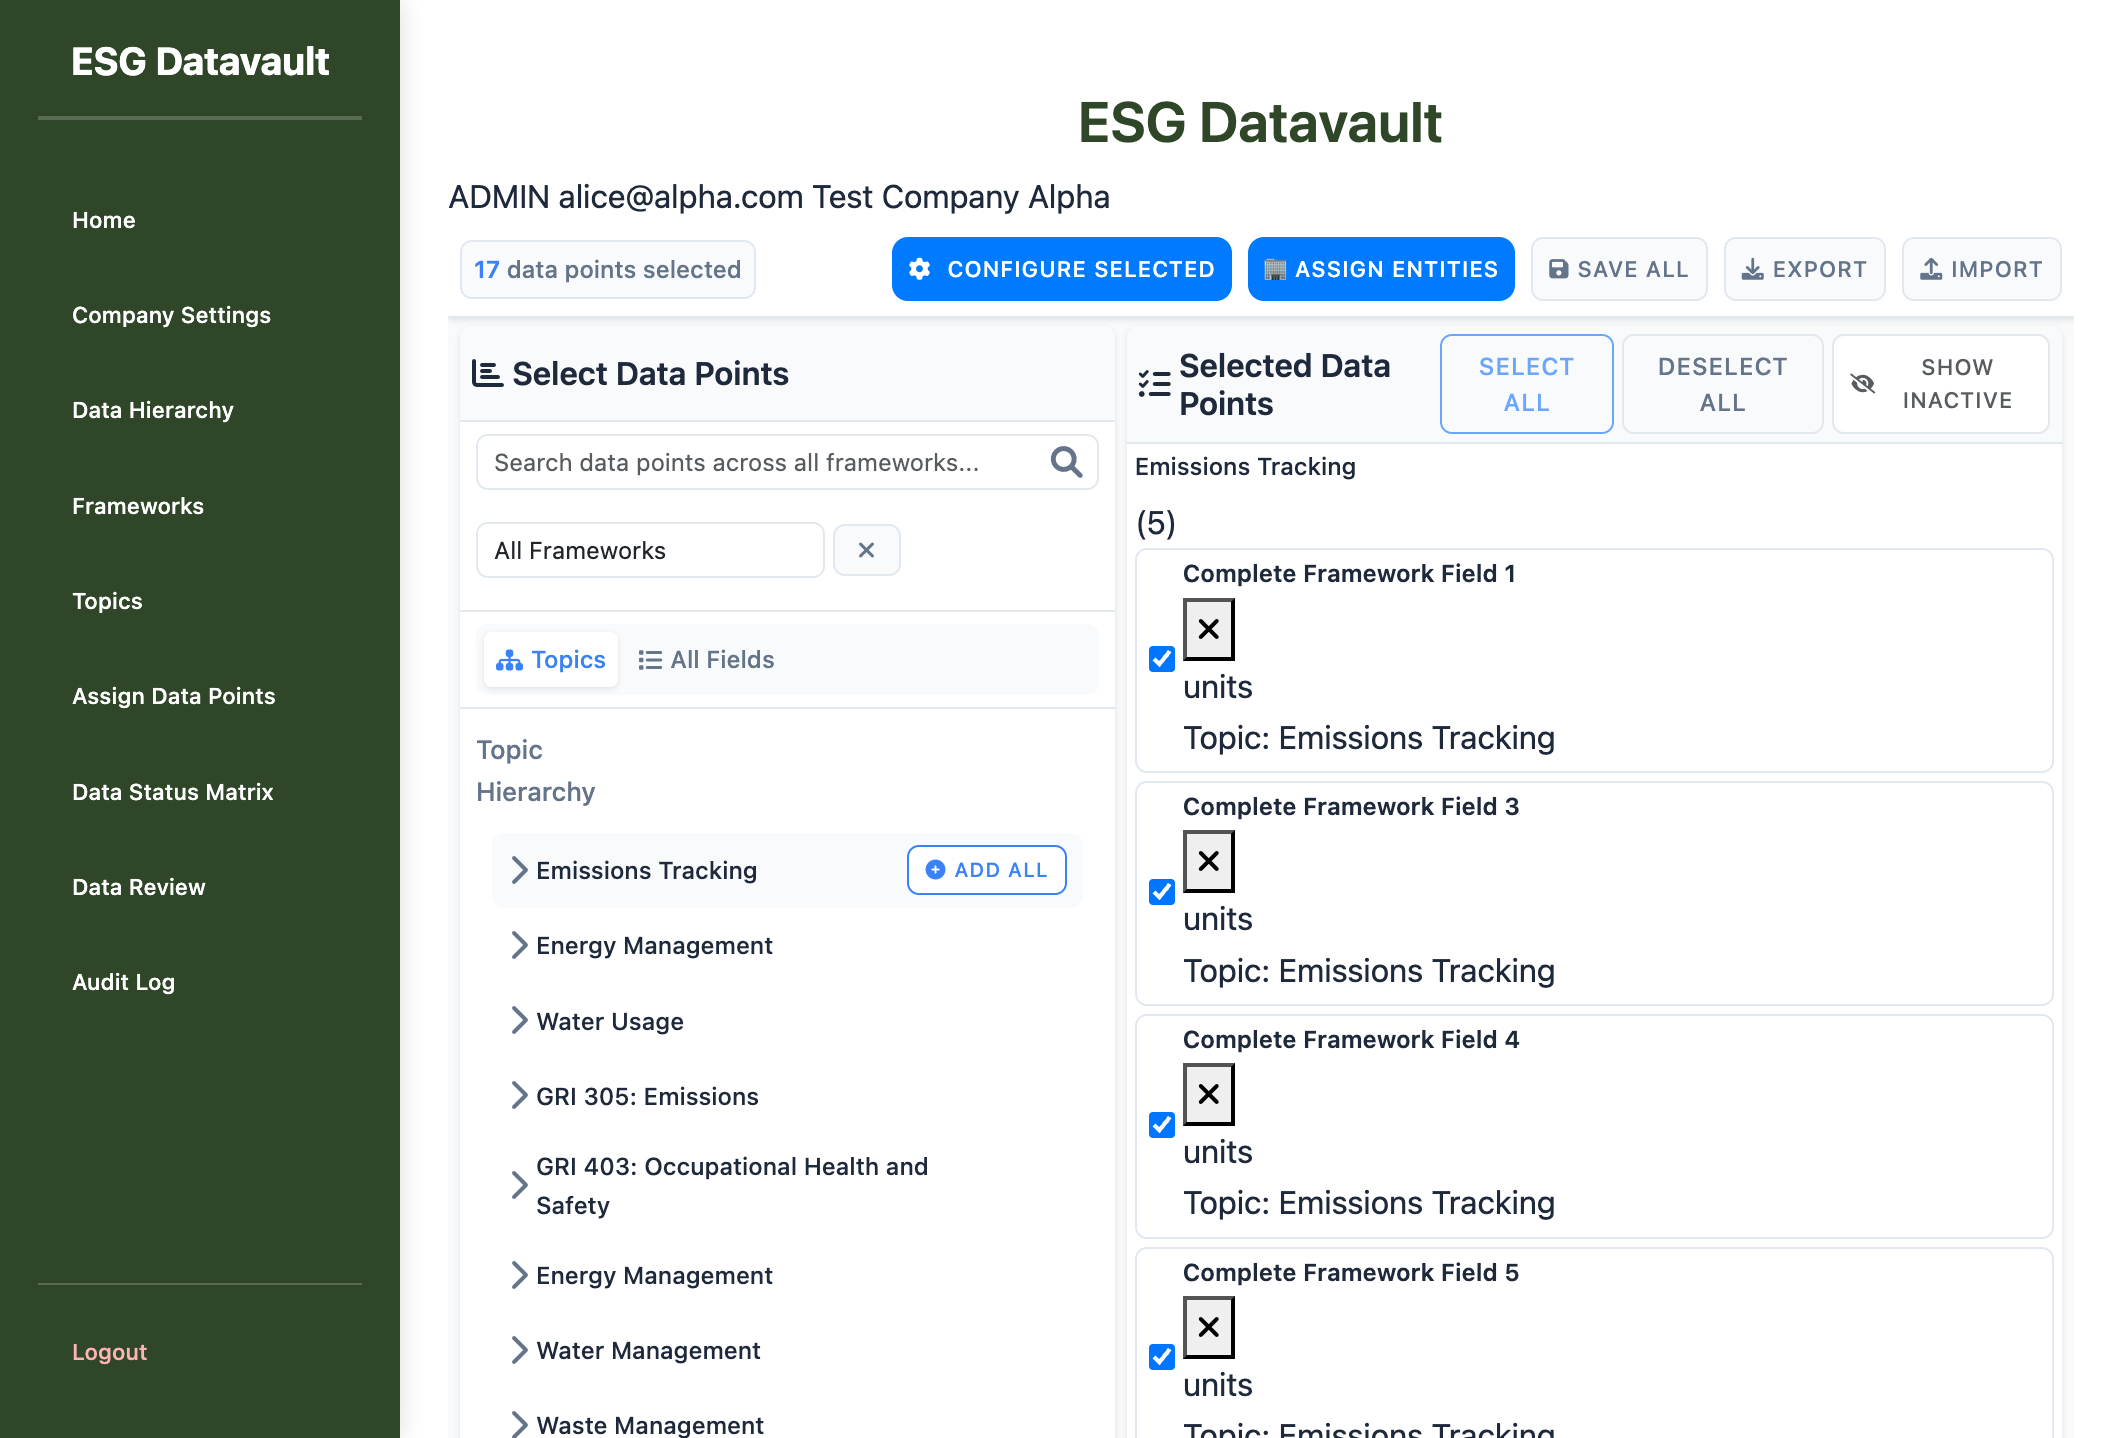 ESG Datavault
Home
Company Settings
Data Hierarchy
Frameworks
Topics
Assign Data Points
Data Status Matrix
Data Review
Audit Log
Logout
ESG Datavault
ADMIN alice@alpha.com Test Company Alpha
17 data points selected
CONFIGURE SELECTED
ASSIGN ENTITIES
SAVE ALL
EXPORT
IMPORT
Select Data Points
Search data points across all frameworks...
All Frameworks
Topics
All Fields
Topic
Hierarchy
Emissions Tracking
ADD ALL
Energy Management
Water Usage
GRI 305: Emissions
GRI 403: Occupational Health and
Safety
Energy Management
Water Management
Waste Management
Selected Data
Points
SELECT
ALL
DESELECT
ALL
SHOW
INACTIVE
Emissions Tracking
(5)
Complete Framework Field 1
units
Topic: Emissions Tracking
Complete Framework Field 3
units
Topic: Emissions Tracking
Complete Framework Field 4
units
Topic: Emissions Tracking
Complete Framework Field 5
units
Topic: Emissions Tracking